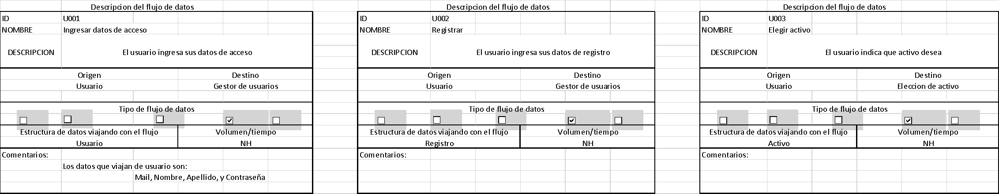 Descripcion del flujo de datos
ID U001
NOMBRE Ingresar datos de acceso
DESCRIPCION El usuario ingresa sus datos de acceso
Origen Destino
Usuario Gestor de usuarios
Tipo de flujo de datos
Estructura de datos viajando con el flujo Volumen/tiempo
Usuario NH
Comentarios:
Los datos que viajan de usuario son:
Mail, Nombre, Apellido, y Contraseña
Descripcion del flujo de datos
ID U002
NOMBRE Registrar
DESCRIPCION El usuario ingresa sus datos de registro
Origen Destino
Usuario Gestor de usuarios
Tipo de flujo de datos
Estructura de datos viajando con el flujo Volumen/tiempo
Registro NH
Comentarios:
Descripcion del flujo de datos
ID U003
NOMBRE Elegir activo
DESCRIPCION El usuario indica que activo desea
Origen Destino
Usuario Eleccion de activo
Tipo de flujo de datos
Estructura de datos viajando con el flujo Volumen/tiempo
Activo NH
Comentarios: